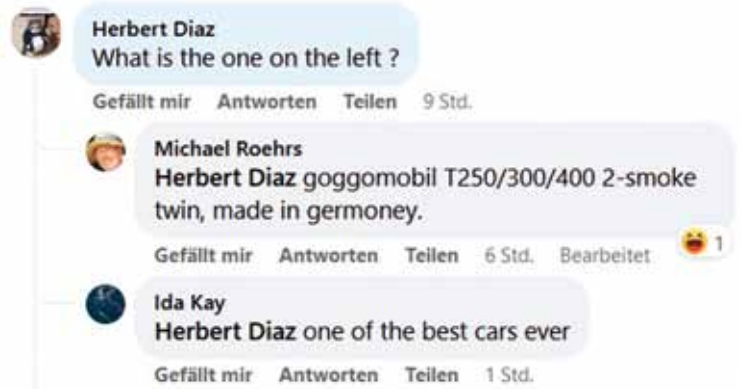 Herbert Diaz
What is the one on the left ?
Gefällt mir Antworten Teilen 9 Std.
Michael Roehrs
Herbert Diaz goggomobil T250/300/400 2-smoke
twin, made in germoney.
Gefällt mir Antworten Teilen 6 Std. Bearbeitet
1
Ida Kay
Herbert Diaz one of the best cars ever
Gefällt mir Antworten Teilen 1 Std.